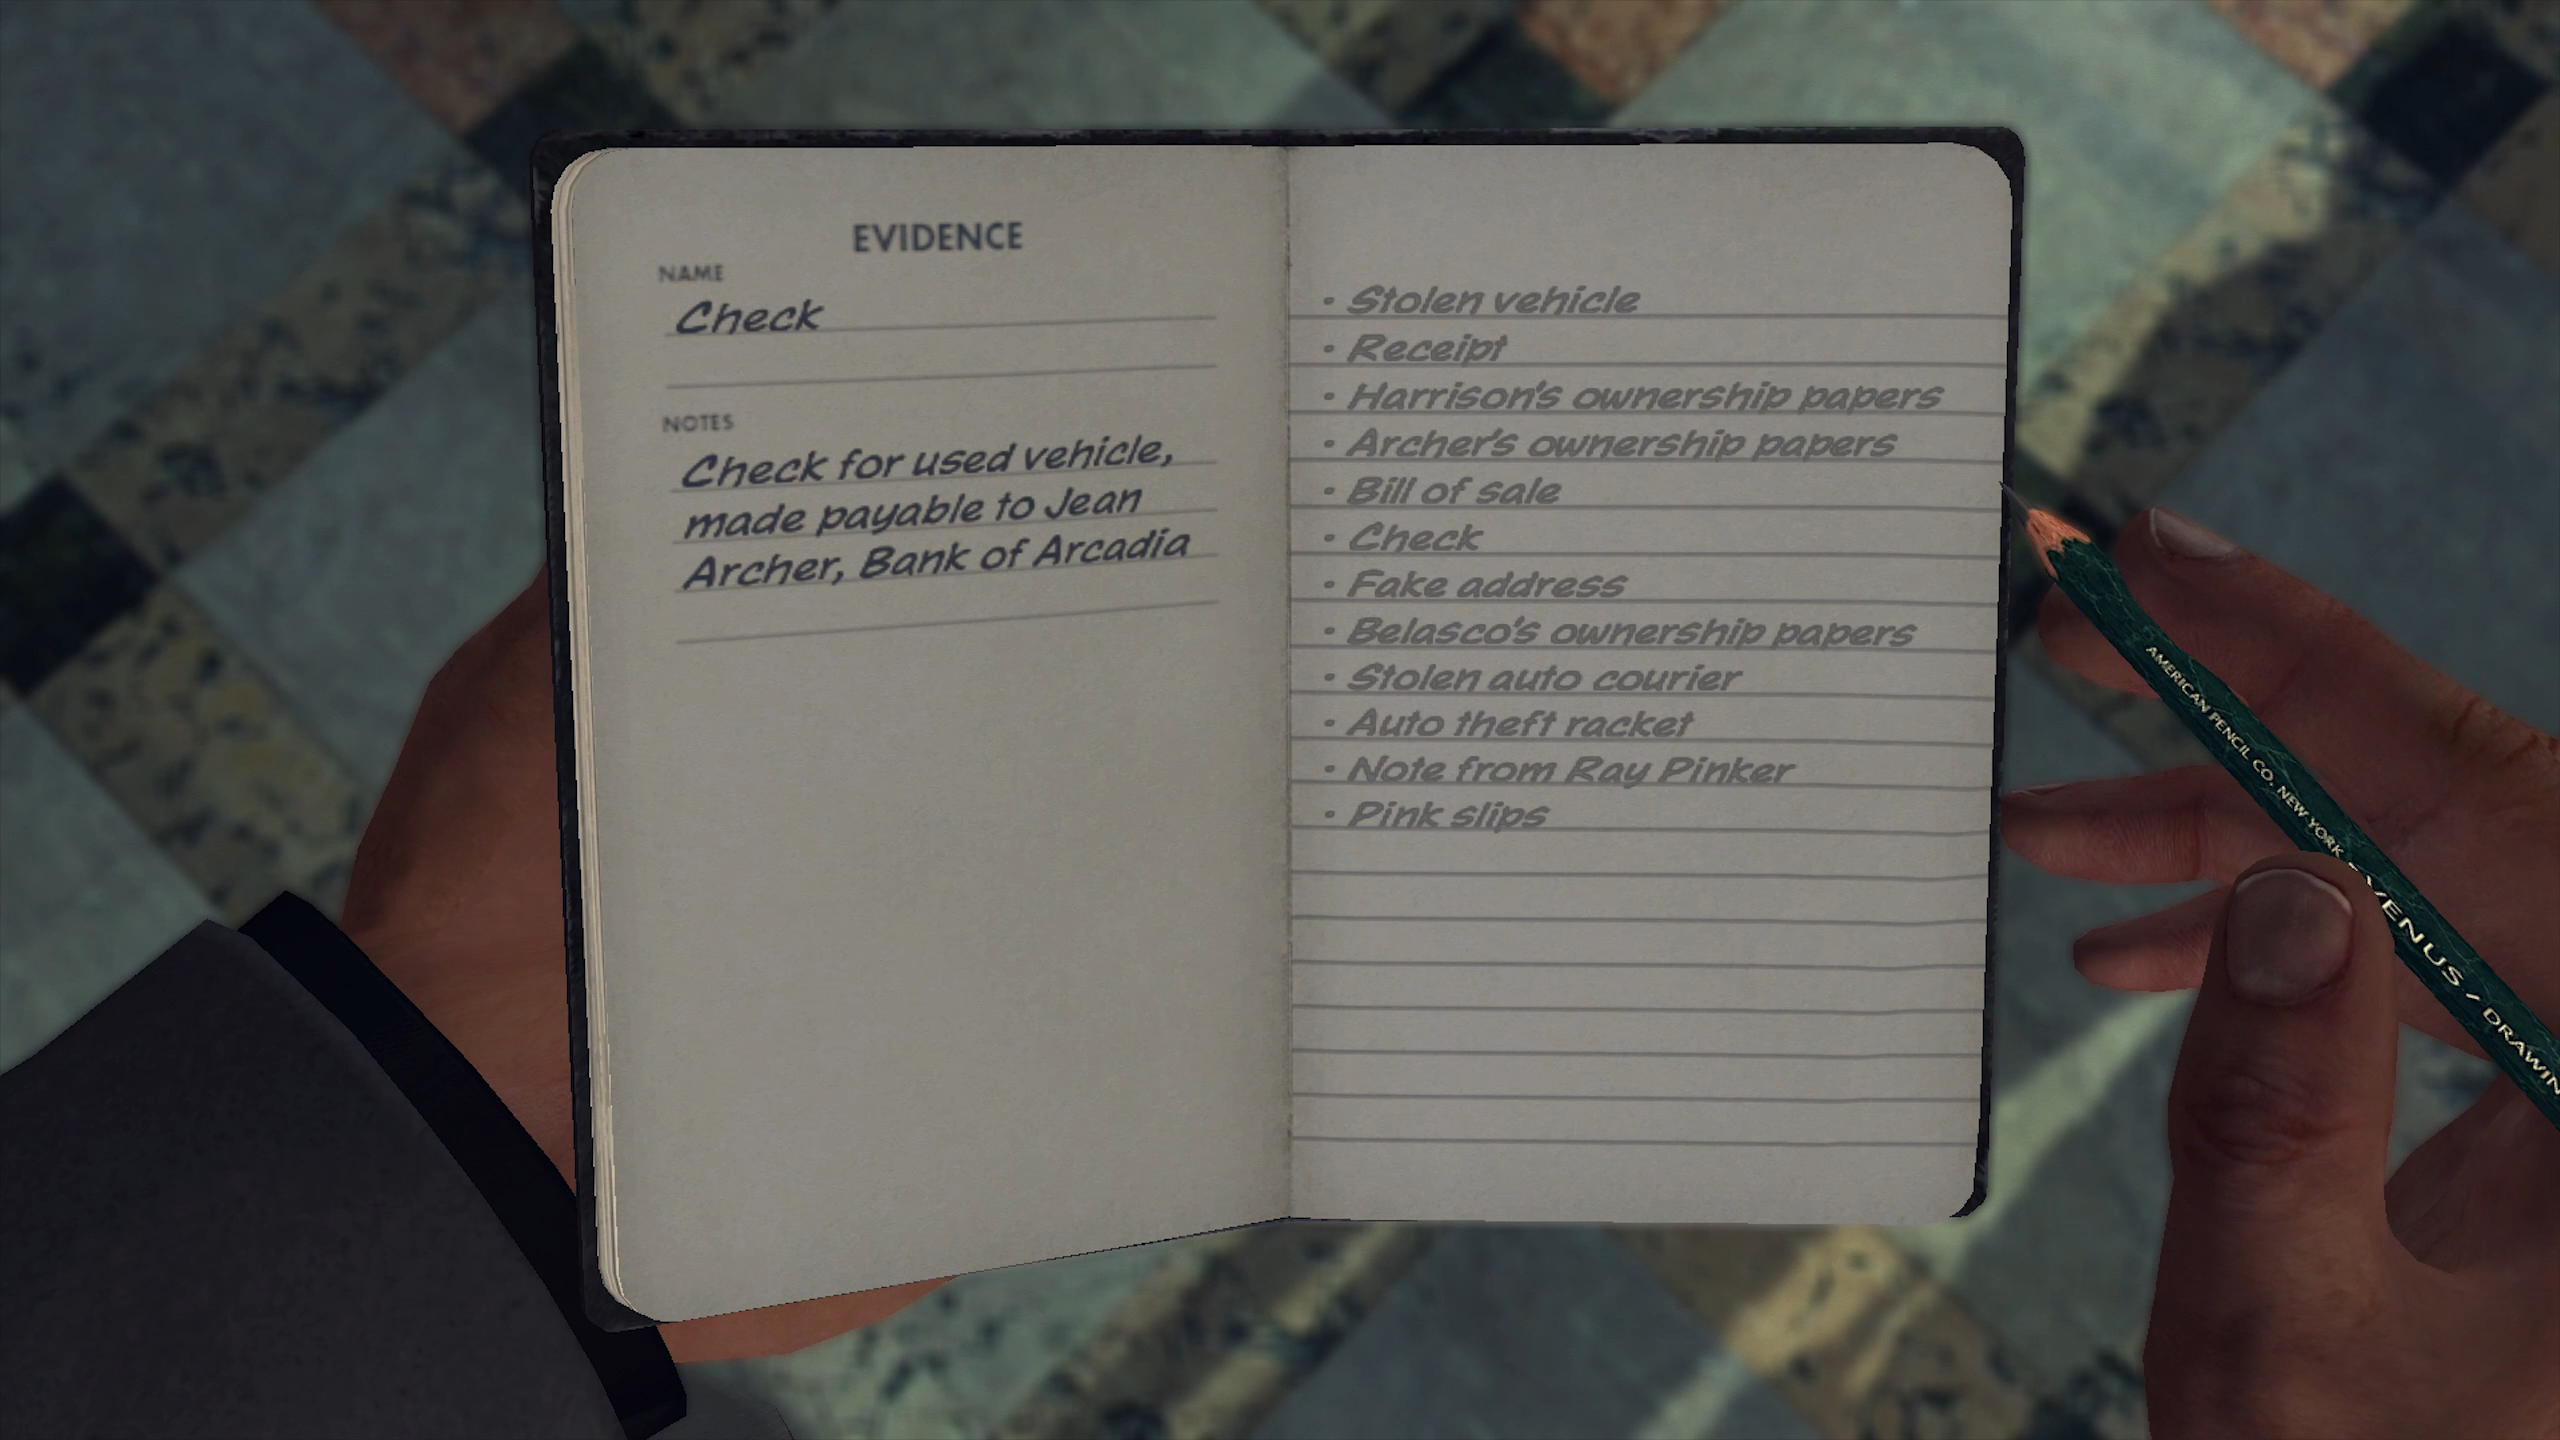 EVIDENCE
NAME
Check
NOTES
Check for used vehicle,
made payable to Jean
Archer, Bank of Arcadia
• Stolen vehicle
• Receipt
• Harrison's ownership papers
• Archer's ownership papers
• Bill of sale
• Check
• Fake address
• Belasco's ownership papers
• Stolen auto courier
• Auto theft racket
• Note from Ray Pinker
• Pink slips
AMERICAN PENCIL CO. NEW YORK VENUS / DRAWIN